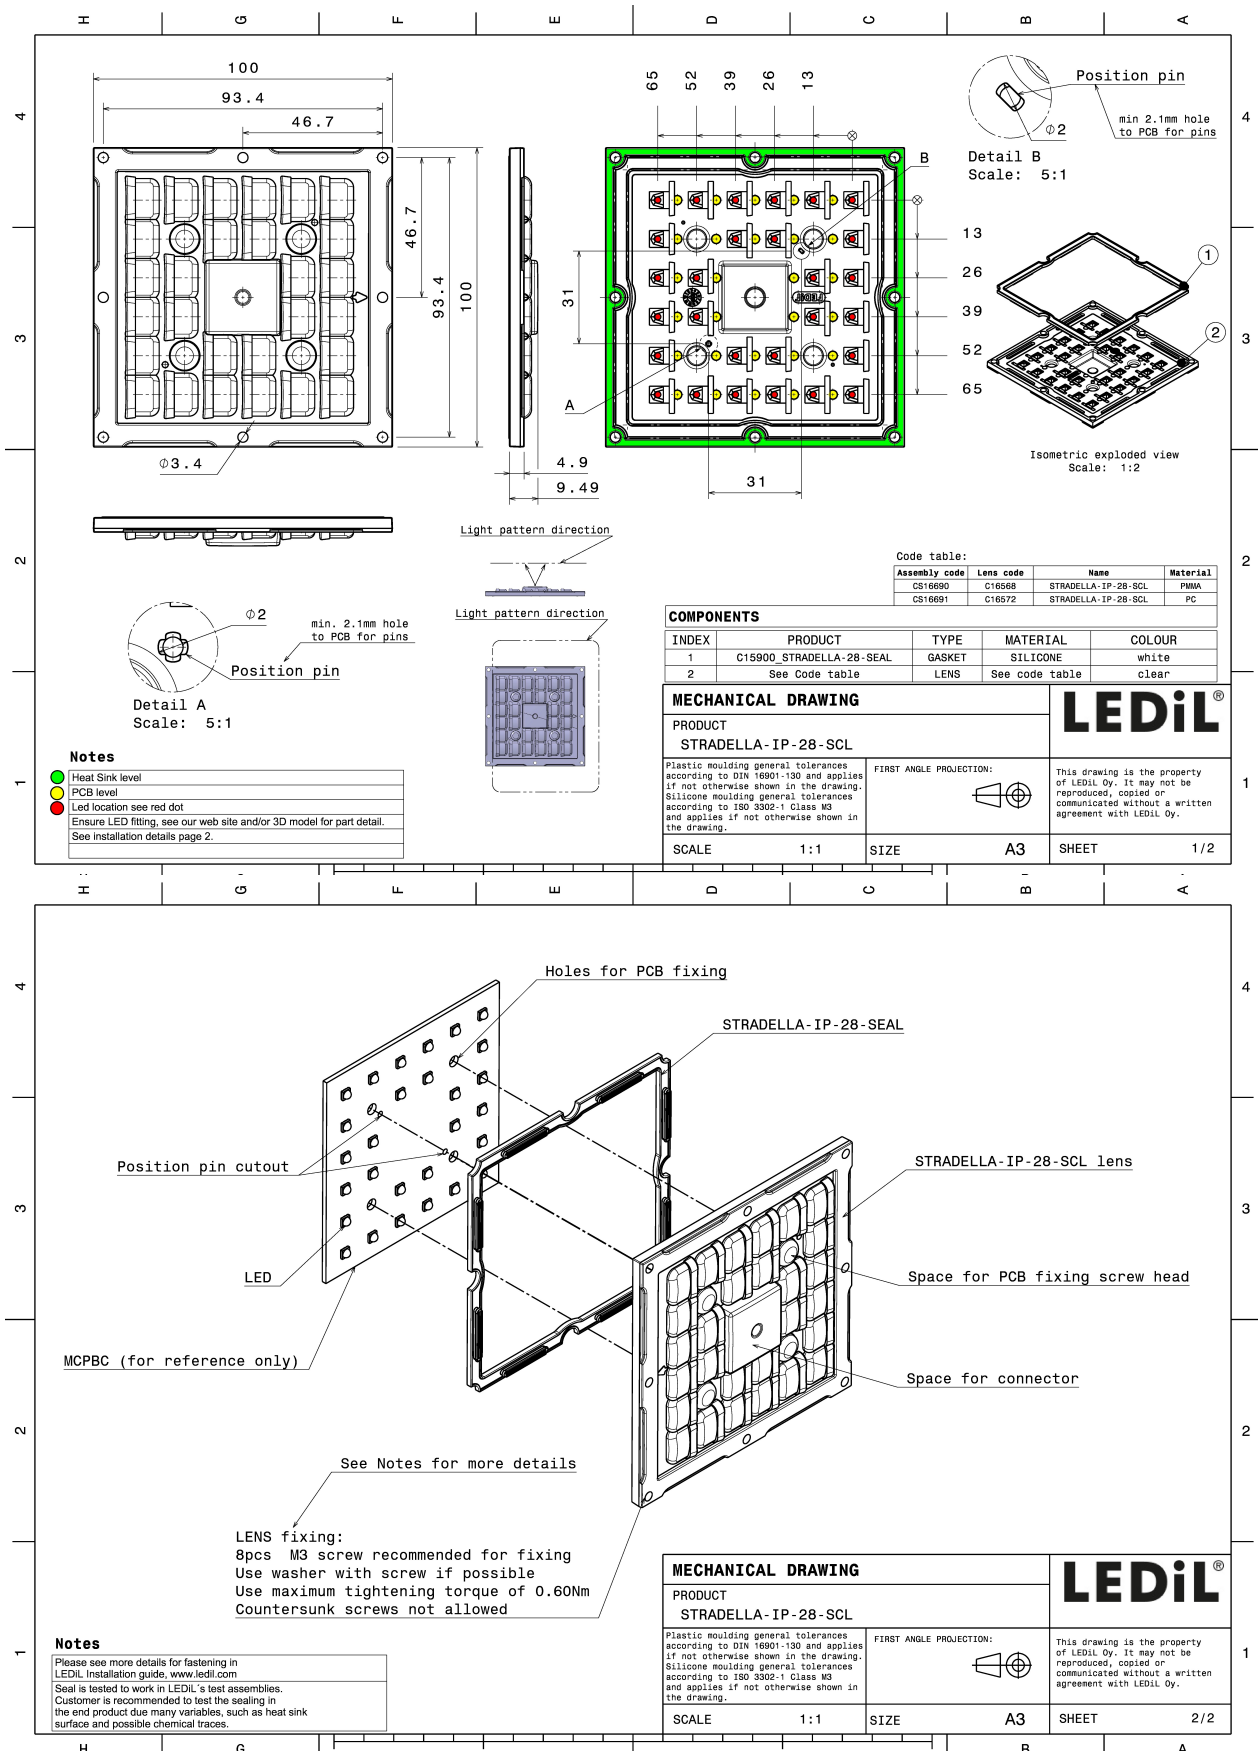 H G F E D C B A
4
3
2
1
4
3
2
1
100
93.4
46.7
46.7
93.4
100
⌀3.4
4.9
9.49
65 52 39 26 13
B
A
31
31
13
26
39
52
65
Position pin
min 2.1mm hole
to PCB for pins
⌀2
Detail B
Scale: 5:1
1
2
Isometric exploded view
Scale: 1:2
LEDiL
Light pattern direction
Light pattern direction
⌀2
min. 2.1mm hole
to PCB for pins
Position pin
Detail A
Scale: 5:1
Notes
Heat Sink level
PCB level
Led location see red dot
Ensure LED fitting, see our web site and/or 3D model for part detail.
See installation details page 2.
Code table:
Assembly code Lens code Name Material
CS16690 C16568 STRADELLA-IP-28-SCL PMMA
CS16691 C16572 STRADELLA-IP-28-SCL PC
COMPONENTS
INDEX PRODUCT TYPE MATERIAL COLOUR
1 C15900_STRADELLA-28-SEAL GASKET SILICONE white
2 See Code table LENS See code table clear
MECHANICAL DRAWING
PRODUCT
STRADELLA-IP-28-SCL
LEDiL®
Plastic moulding general tolerances
according to DIN 16901-130 and applies
if not otherwise shown in the drawing.
Silicone moulding general tolerances
according to ISO 3302-1 Class M3
and applies if not otherwise shown in
the drawing.
FIRST ANGLE PROJECTION:
This drawing is the property
of LEDiL Oy. It may not be
reproduced, copied or
communicated without a written
agreement with LEDiL Oy.
SCALE 1:1 SIZE A3 SHEET 1/2
H G F E D C B A
4
3
2
1
4
3
2
1
Holes for PCB fixing
STRADELLA-IP-28-SEAL
Position pin cutout
STRADELLA-IP-28-SCL lens
LED
Space for PCB fixing screw head
MCPBC (for reference only)
Space for connector
See Notes for more details
LENS fixing:
8pcs M3 screw recommended for fixing
Use washer with screw if possible
Use maximum tightening torque of 0.60Nm
Countersunk screws not allowed
Notes
Please see more details for fastening in
LEDiL Installation guide, www.ledil.com
Seal is tested to work in LEDiL´s test assemblies.
Customer is recommended to test the sealing in
the end product due many variables, such as heat sink
surface and possible chemical traces.
MECHANICAL DRAWING
PRODUCT
STRADELLA-IP-28-SCL
LEDiL®
Plastic moulding general tolerances
according to DIN 16901-130 and applies
if not otherwise shown in the drawing.
Silicone moulding general tolerances
according to ISO 3302-1 Class M3
and applies if not otherwise shown in
the drawing.
FIRST ANGLE PROJECTION:
This drawing is the property
of LEDiL Oy. It may not be
reproduced, copied or
communicated without a written
agreement with LEDiL Oy.
SCALE 1:1 SIZE A3 SHEET 2/2
H G B A